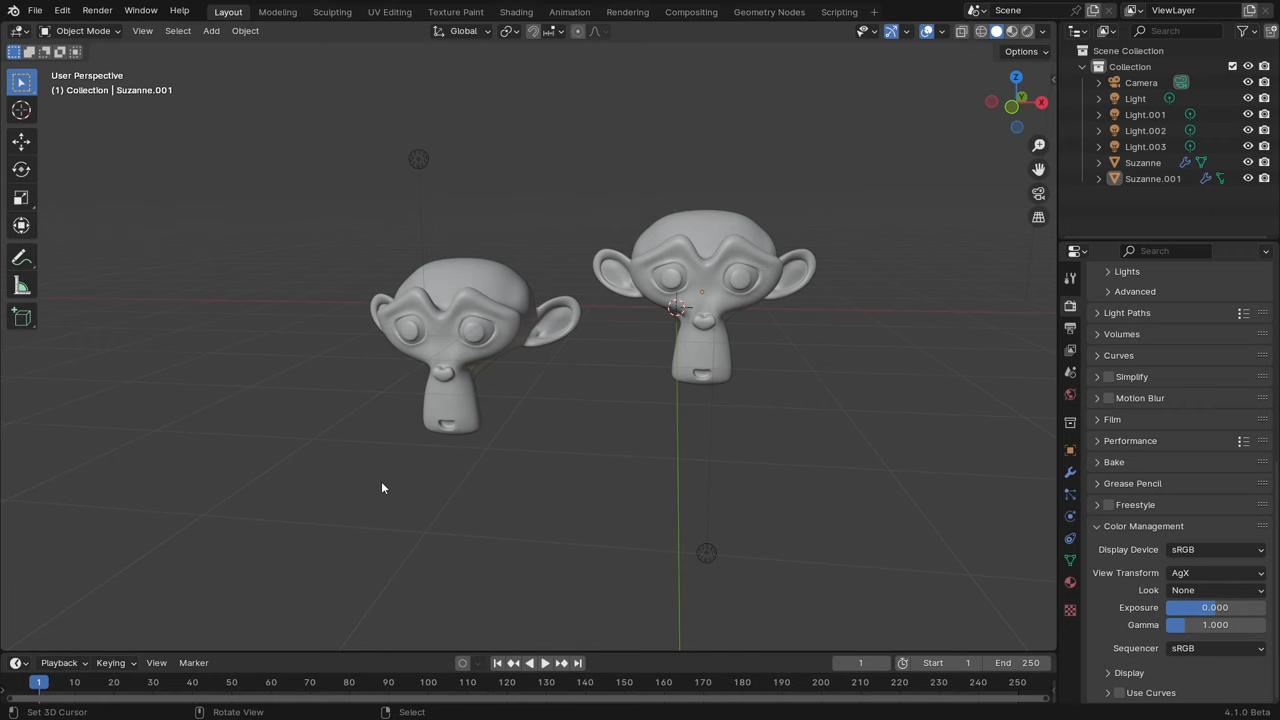 File Edit Render Window Help Layout Modeling Sculpting UV Editing Texture Paint Shading Animation Rendering Compositing Geometry Nodes Scripting Scene ViewLayer
Object Mode View Select Add Object Global Search
Options
User Perspective
(1) Collection | Suzanne.001
Z
Y
X
Scene Collection
Collection
Camera
Light
Light.001
Light.002
Light.003
Suzanne
Suzanne.001
Search
Lights
Advanced
Light Paths
Volumes
Curves
Simplify
Motion Blur
Film
Performance
Bake
Grease Pencil
Freestyle
Color Management
Display Device sRGB
View Transform AgX
Look None
Exposure 0.000
Gamma 1.000
Sequencer sRGB
Display
Use Curves
Playback Keying View Marker 1 Start 1 End 250
1 10 20 30 40 50 60 70 80 90 100 110 120 130 140 150 160 170 180 190 200 210 220 230 240 250
Set 3D Cursor Rotate View Select 4.1.0 Beta